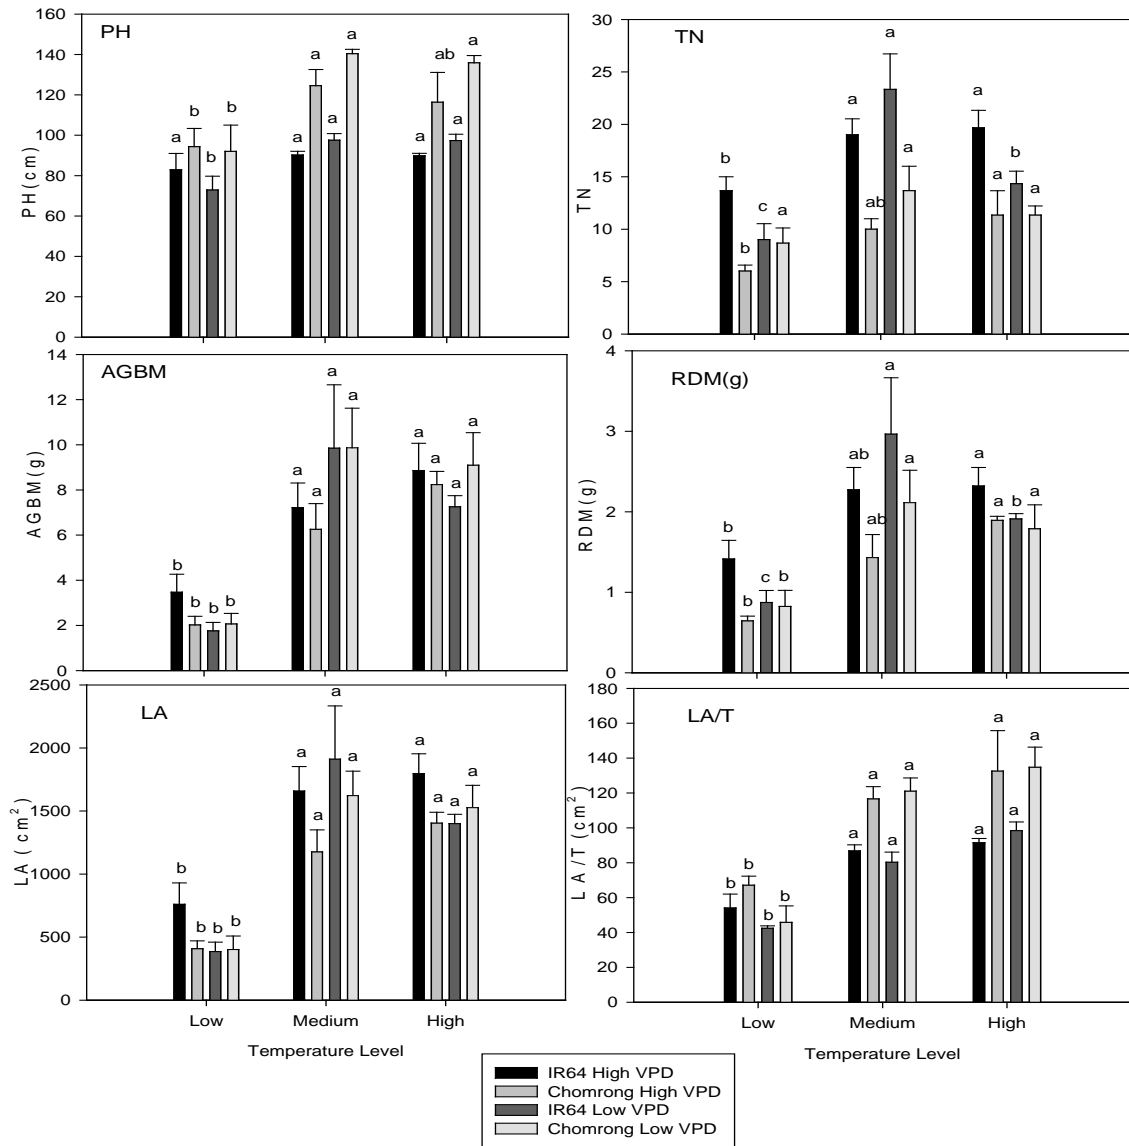 PH
PH(cm)
160
140
120
100
80
60
40
20
0
a
b
b
b
a
a
a
a
a
ab
a
a
TN
TN
30
25
20
15
10
5
0
b
b
c
a
a
ab
a
a
a
a
b
a
AGBM
AGBM(g)
14
12
10
8
6
4
2
0
b
b
b
b
a
a
a
a
a
a
a
a
RDM(g)
RDM(g)
4
3
2
1
0
b
b
c
b
ab
ab
a
a
a
a
b
a
LA
LA (cm²)
2500
2000
1500
1000
500
0
b
b
b
b
a
a
a
a
a
a
a
a
Low
Medium
High
Temperature Level
LA/T
LA/T (cm²)
180
160
140
120
100
80
60
40
20
0
b
b
b
b
a
a
a
a
a
a
a
a
Low
Medium
High
Temperature Level
IR64 High VPD
Chomrong High VPD
IR64 Low VPD
Chomrong Low VPD